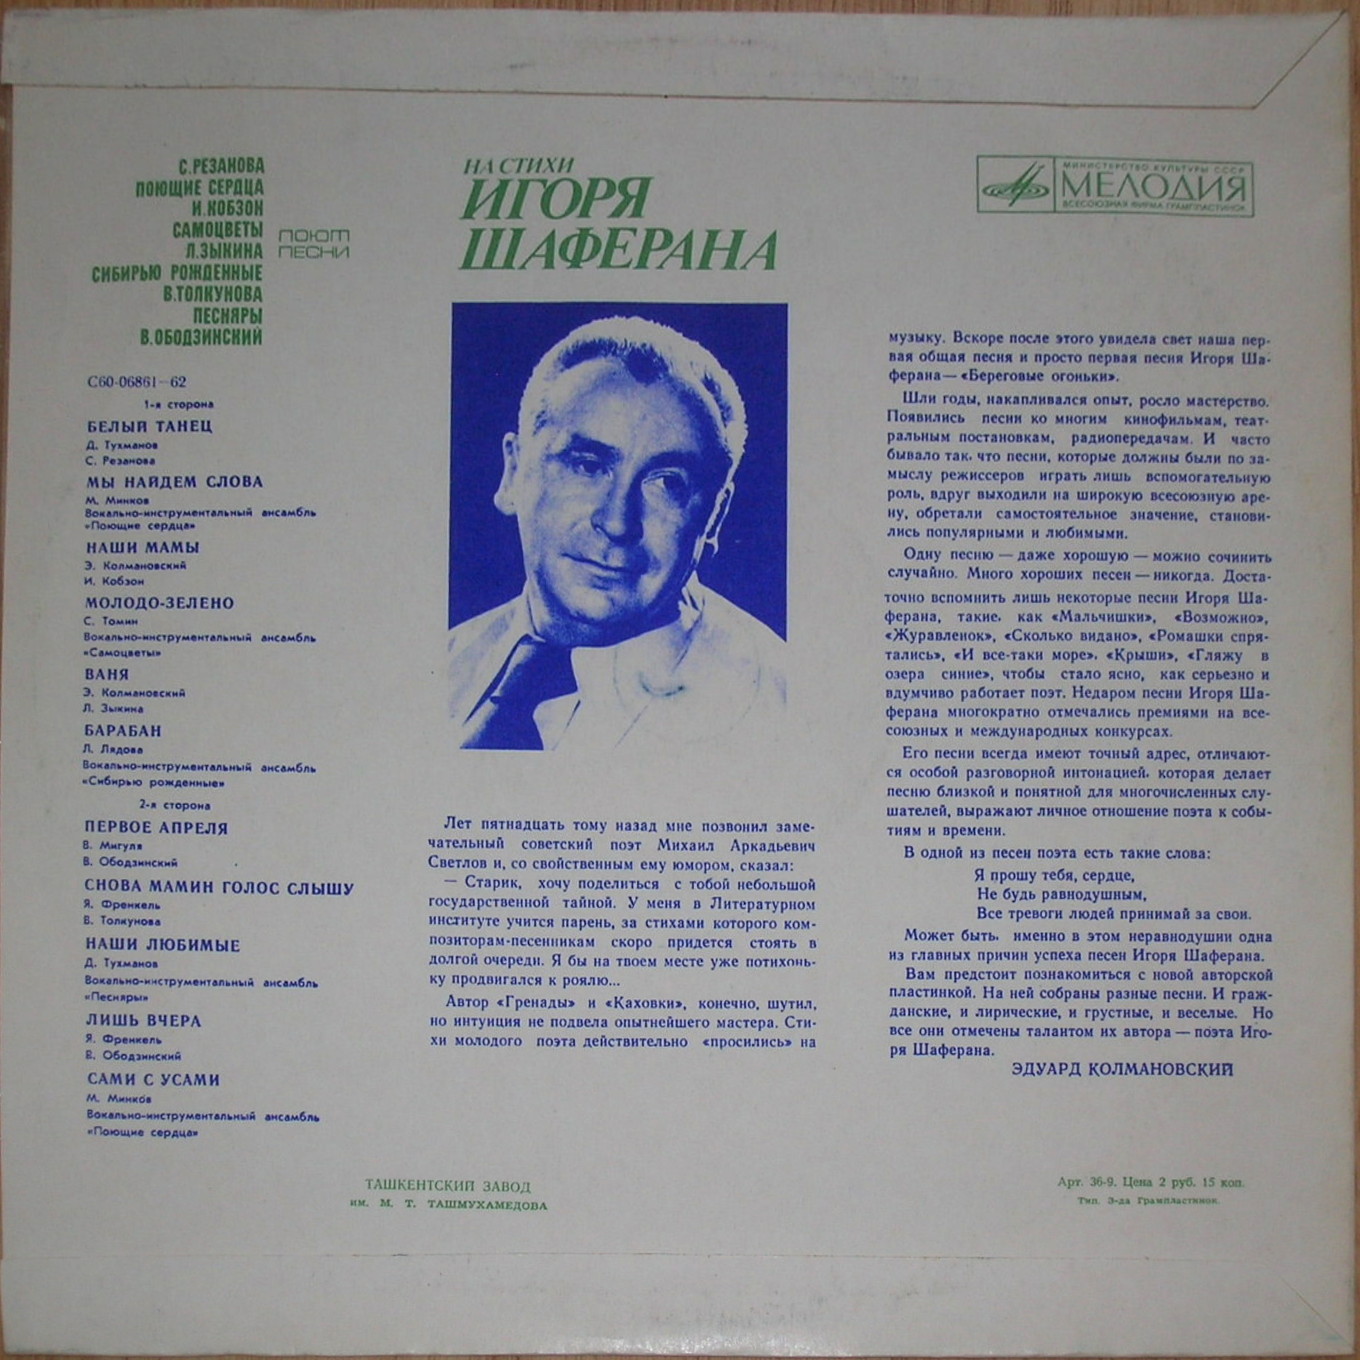 С.РЕЗАНОВА
ПОЮЩИЕ СЕРДЦА
И.КОБЗОН
САМОЦВЕТЫ
Л.ЗЫКИНА
СИБИРЬЮ РОЖДЕННЫЕ
В.ТОЛКУНОВА
ПЕСНЯРЫ
В.ОБОДЗИНСКИЙ
ПОЮТ
ПЕСНИ
НА СТИХИ
ИГОРЯ
ШАФЕРАНА
МИНИСТЕРСТВО КУЛЬТУРЫ СССР
МЕЛОДИЯ
ВСЕСОЮЗНАЯ ФИРМА ГРАМПЛАСТИНОК
С60-06861—62
1-я сторона
БЕЛЫЙ ТАНЕЦ
Д. Тухманов
С. Резанова
МЫ НАЙДЕМ СЛОВА
М. Минков
Вокально-инструментальный ансамбль
«Поющие сердца»
НАШИ МАМЫ
Э. Колмановский
И. Кобзон
МОЛОДО-ЗЕЛЕНО
С. Томин
Вокально-инструментальный ансамбль
«Самоцветы»
ВАНЯ
Э. Колмановский
Л. Зыкина
БАРАБАН
Л. Лядова
Вокально-инструментальный ансамбль
«Сибирью рожденные»
2-я сторона
ПЕРВОЕ АПРЕЛЯ
В. Мигуля
В. Ободзинский
СНОВА МАМИН ГОЛОС СЛЫШУ
Я. Френкель
В. Толкунова
НАШИ ЛЮБИМЫЕ
Д. Тухманов
Вокально-инструментальный ансамбль
«Песняры»
ЛИШЬ ВЧЕРА
Я. Френкель
В. Ободзинский
САМИ С УСАМИ
М. Минков
Вокально-инструментальный ансамбль
«Поющие сердца»
Лет пятнадцать тому назад мне позвонил заме-
чательный советский поэт Михаил Аркадьевич
Светлов и, со свойственным ему юмором, сказал:
— Старик, хочу поделиться с тобой небольшой
государственной тайной. У меня в Литературном
институте учится парень, за стихами которого ком-
позиторам-песенникам скоро придется стоять в
долгой очереди. Я бы на твоем месте уже потихонь-
ку продвигался к роялю...
Автор «Гренады» и «Каховки», конечно, шутил,
но интуиция не подвела опытнейшего мастера. Сти-
хи молодого поэта действительно «просились» на
музыку. Вскоре после этого увидела свет наша пер-
вая общая песня и просто первая песня Игоря Ша-
ферана— «Береговые огоньки».
Шли годы, накапливался опыт, росло мастерство.
Появились песни ко многим кинофильмам, теат-
ральным постановкам, радиопередачам. И часто
бывало так, что песни, которые должны были по за-
мыслу режиссеров играть лишь вспомогательную
роль, вдруг выходили на широкую всесоюзную аре-
ну, обретали самостоятельное значение, станови-
лись популярными и любимыми.
Одну песню — даже хорошую — можно сочинить
случайно. Много хороших песен — никогда. Доста-
точно вспомнить лишь некоторые песни Игоря Ша-
ферана, такие, как «Мальчишки», «Возможно»,
«Журавленок», «Сколько видано», «Ромашки спря-
тались», «И все-таки море», «Крыши», «Гляжу в
озера синие», чтобы стало ясно, как серьезно и
вдумчиво работает поэт. Недаром песни Игоря Ша-
ферана многократно отмечались премиями на все-
союзных и международных конкурсах.
Его песни всегда имеют точный адрес, отличают-
ся особой разговорной интонацией, которая делает
песню близкой и понятной для многочисленных слу-
шателей, выражают личное отношение поэта к собы-
тиям и времени.
В одной из песен поэта есть такие слова:
Я прошу тебя, сердце,
Не будь равнодушным,
Все тревоги людей принимай за свои.
Может быть, именно в этом неравнодушии одна
из главных причин успеха песен Игоря Шаферана.
Вам предстоит познакомиться с новой авторской
пластинкой. На ней собраны разные песни. И граж-
данские, и лирические, и грустные, и веселые. Но
все они отмечены талантом их автора — поэта Иго-
ря Шаферана.
ЭДУАРД КОЛМАНОВСКИЙ
ТАШКЕНТСКИЙ ЗАВОД
им. М. Т. ТАШМУХАМЕДОВА
Арт. 36-9. Цена 2 руб. 15 коп.
Тип. З-да Грампластинок.